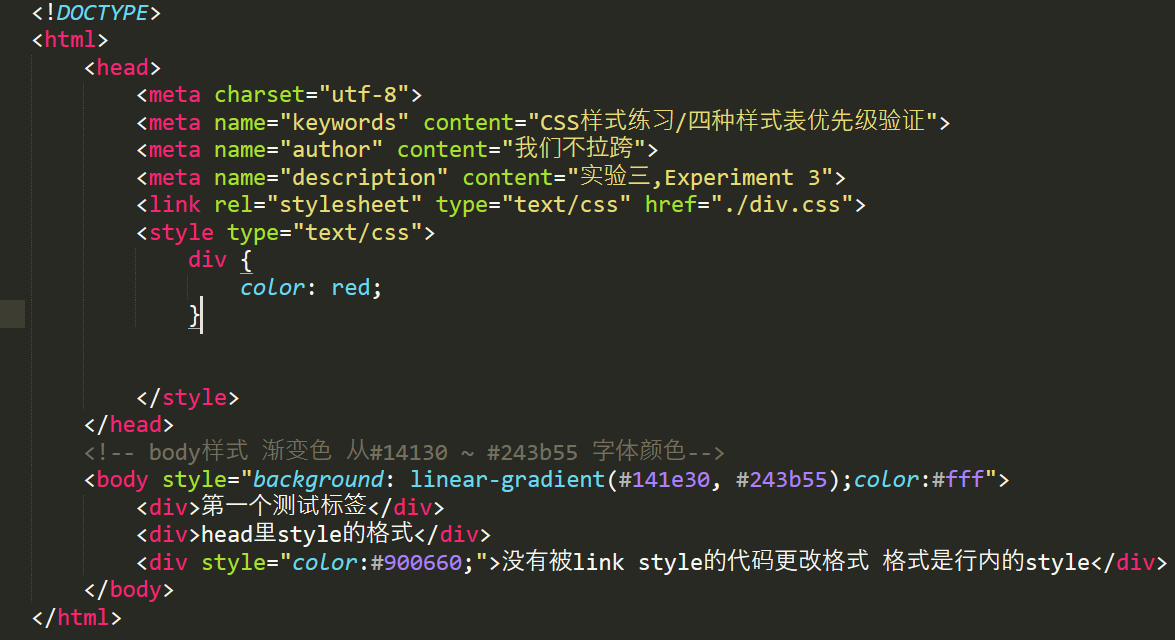 <!DOCTYPE>
<html>
<head>
<meta charset="utf-8">
<meta name="keywords" content="CSS样式练习/四种样式表优先级验证">
<meta name="author" content="我们不拉跨">
<meta name="description" content="实验三,Experiment 3">
<link rel="stylesheet" type="text/css" href="./div.css">
<style type="text/css">
div {
color: red;
}
</style>
</head>
<!-- body样式 渐变色 从#14130 ~ #243b55 字体颜色-->
<body style="background: linear-gradient(#141e30, #243b55);color:#fff">
<div>第一个测试标签</div>
<div>head里style的格式</div>
<div style="color:#900660;">没有被link style的代码更改格式 格式是行内的style</div>
</body>
</html>